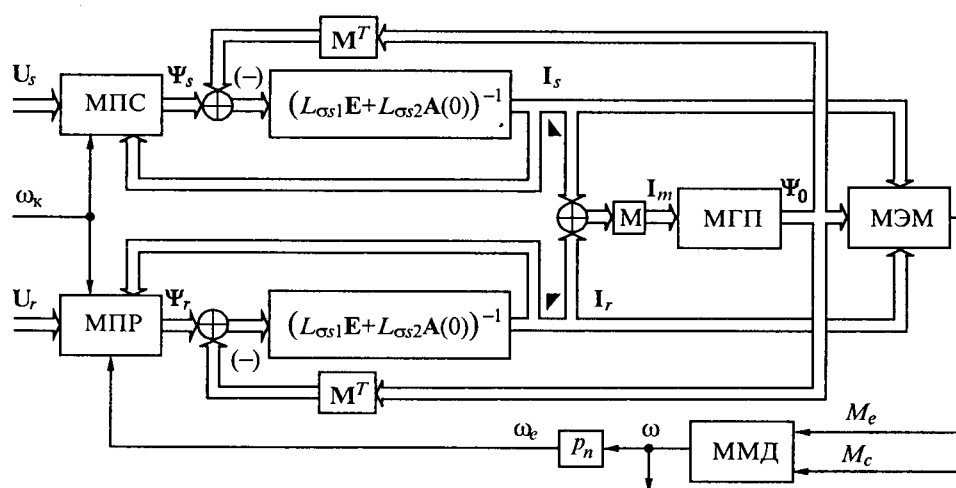 M^T
U_s
МПС
Ψ_s
(−)
(L_σs1 E+L_σs2 A(0))^−1
I_s
ω_к
M
I_m
МГП
Ψ_0
МЭМ
U_r
МПР
Ψ_r
(−)
(L_σs1 E+L_σs2 A(0))^−1
I_r
M^T
ω_e
p_n
ω
ММД
M_e
M_c